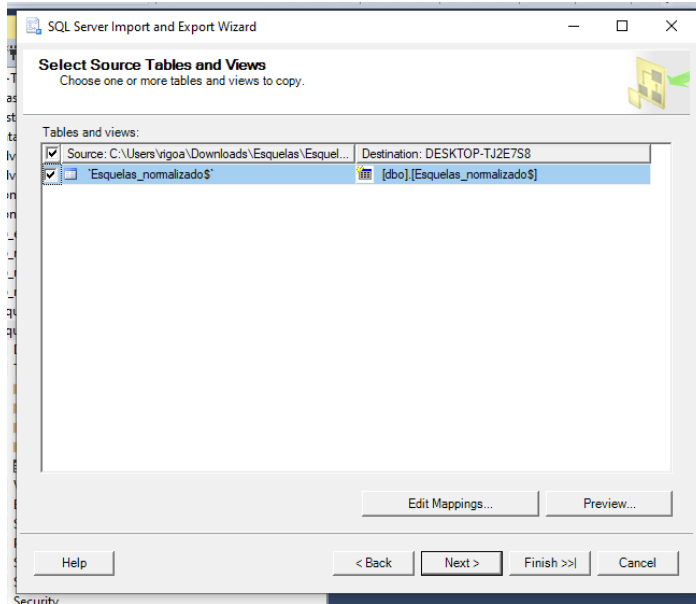 SQL Server Import and Export Wizard
Select Source Tables and Views
Choose one or more tables and views to copy.
Tables and views:
Source: C:\Users\rigoa\Downloads\Esquelas\Esquel... Destination: DESKTOP-TJ2E7S8
`Esquelas_normalizado$` [dbo].[Esquelas_normalizado$]
Edit Mappings... Preview...
Help < Back Next > Finish >>| Cancel
Security